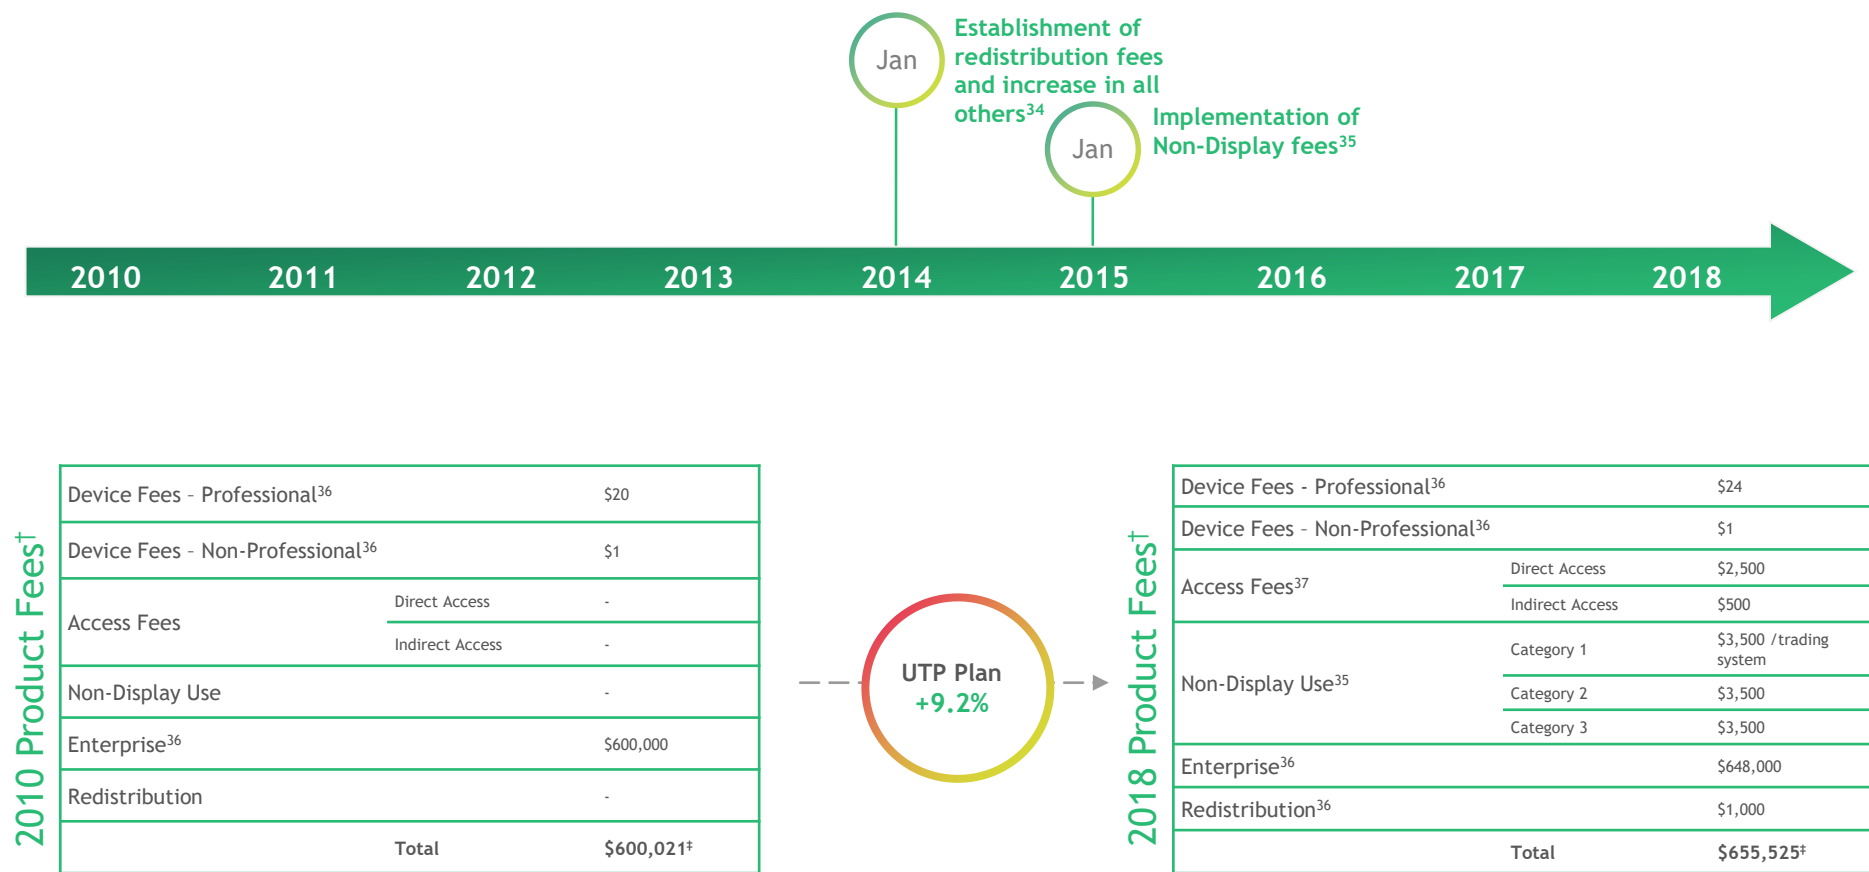 Jan
Establishment of
redistribution fees
and increase in all
others³⁴
Jan
Implementation of
Non-Display fees³⁵
2010 2011 2012 2013 2014 2015 2016 2017 2018
2010 Product Fees†
Device Fees – Professional³⁶ $20
Device Fees – Non-Professional³⁶ $1
Access Fees
Direct Access -
Indirect Access -
Non-Display Use -
Enterprise³⁶ $600,000
Redistribution -
Total $600,021‡
UTP Plan
+9.2%
2018 Product Fees†
Device Fees - Professional³⁶ $24
Device Fees – Non-Professional³⁶ $1
Access Fees³⁷
Direct Access $2,500
Indirect Access $500
Non-Display Use³⁵
Category 1 $3,500 /trading
system
Category 2 $3,500
Category 3 $3,500
Enterprise³⁶ $648,000
Redistribution³⁶ $1,000
Total $655,525‡